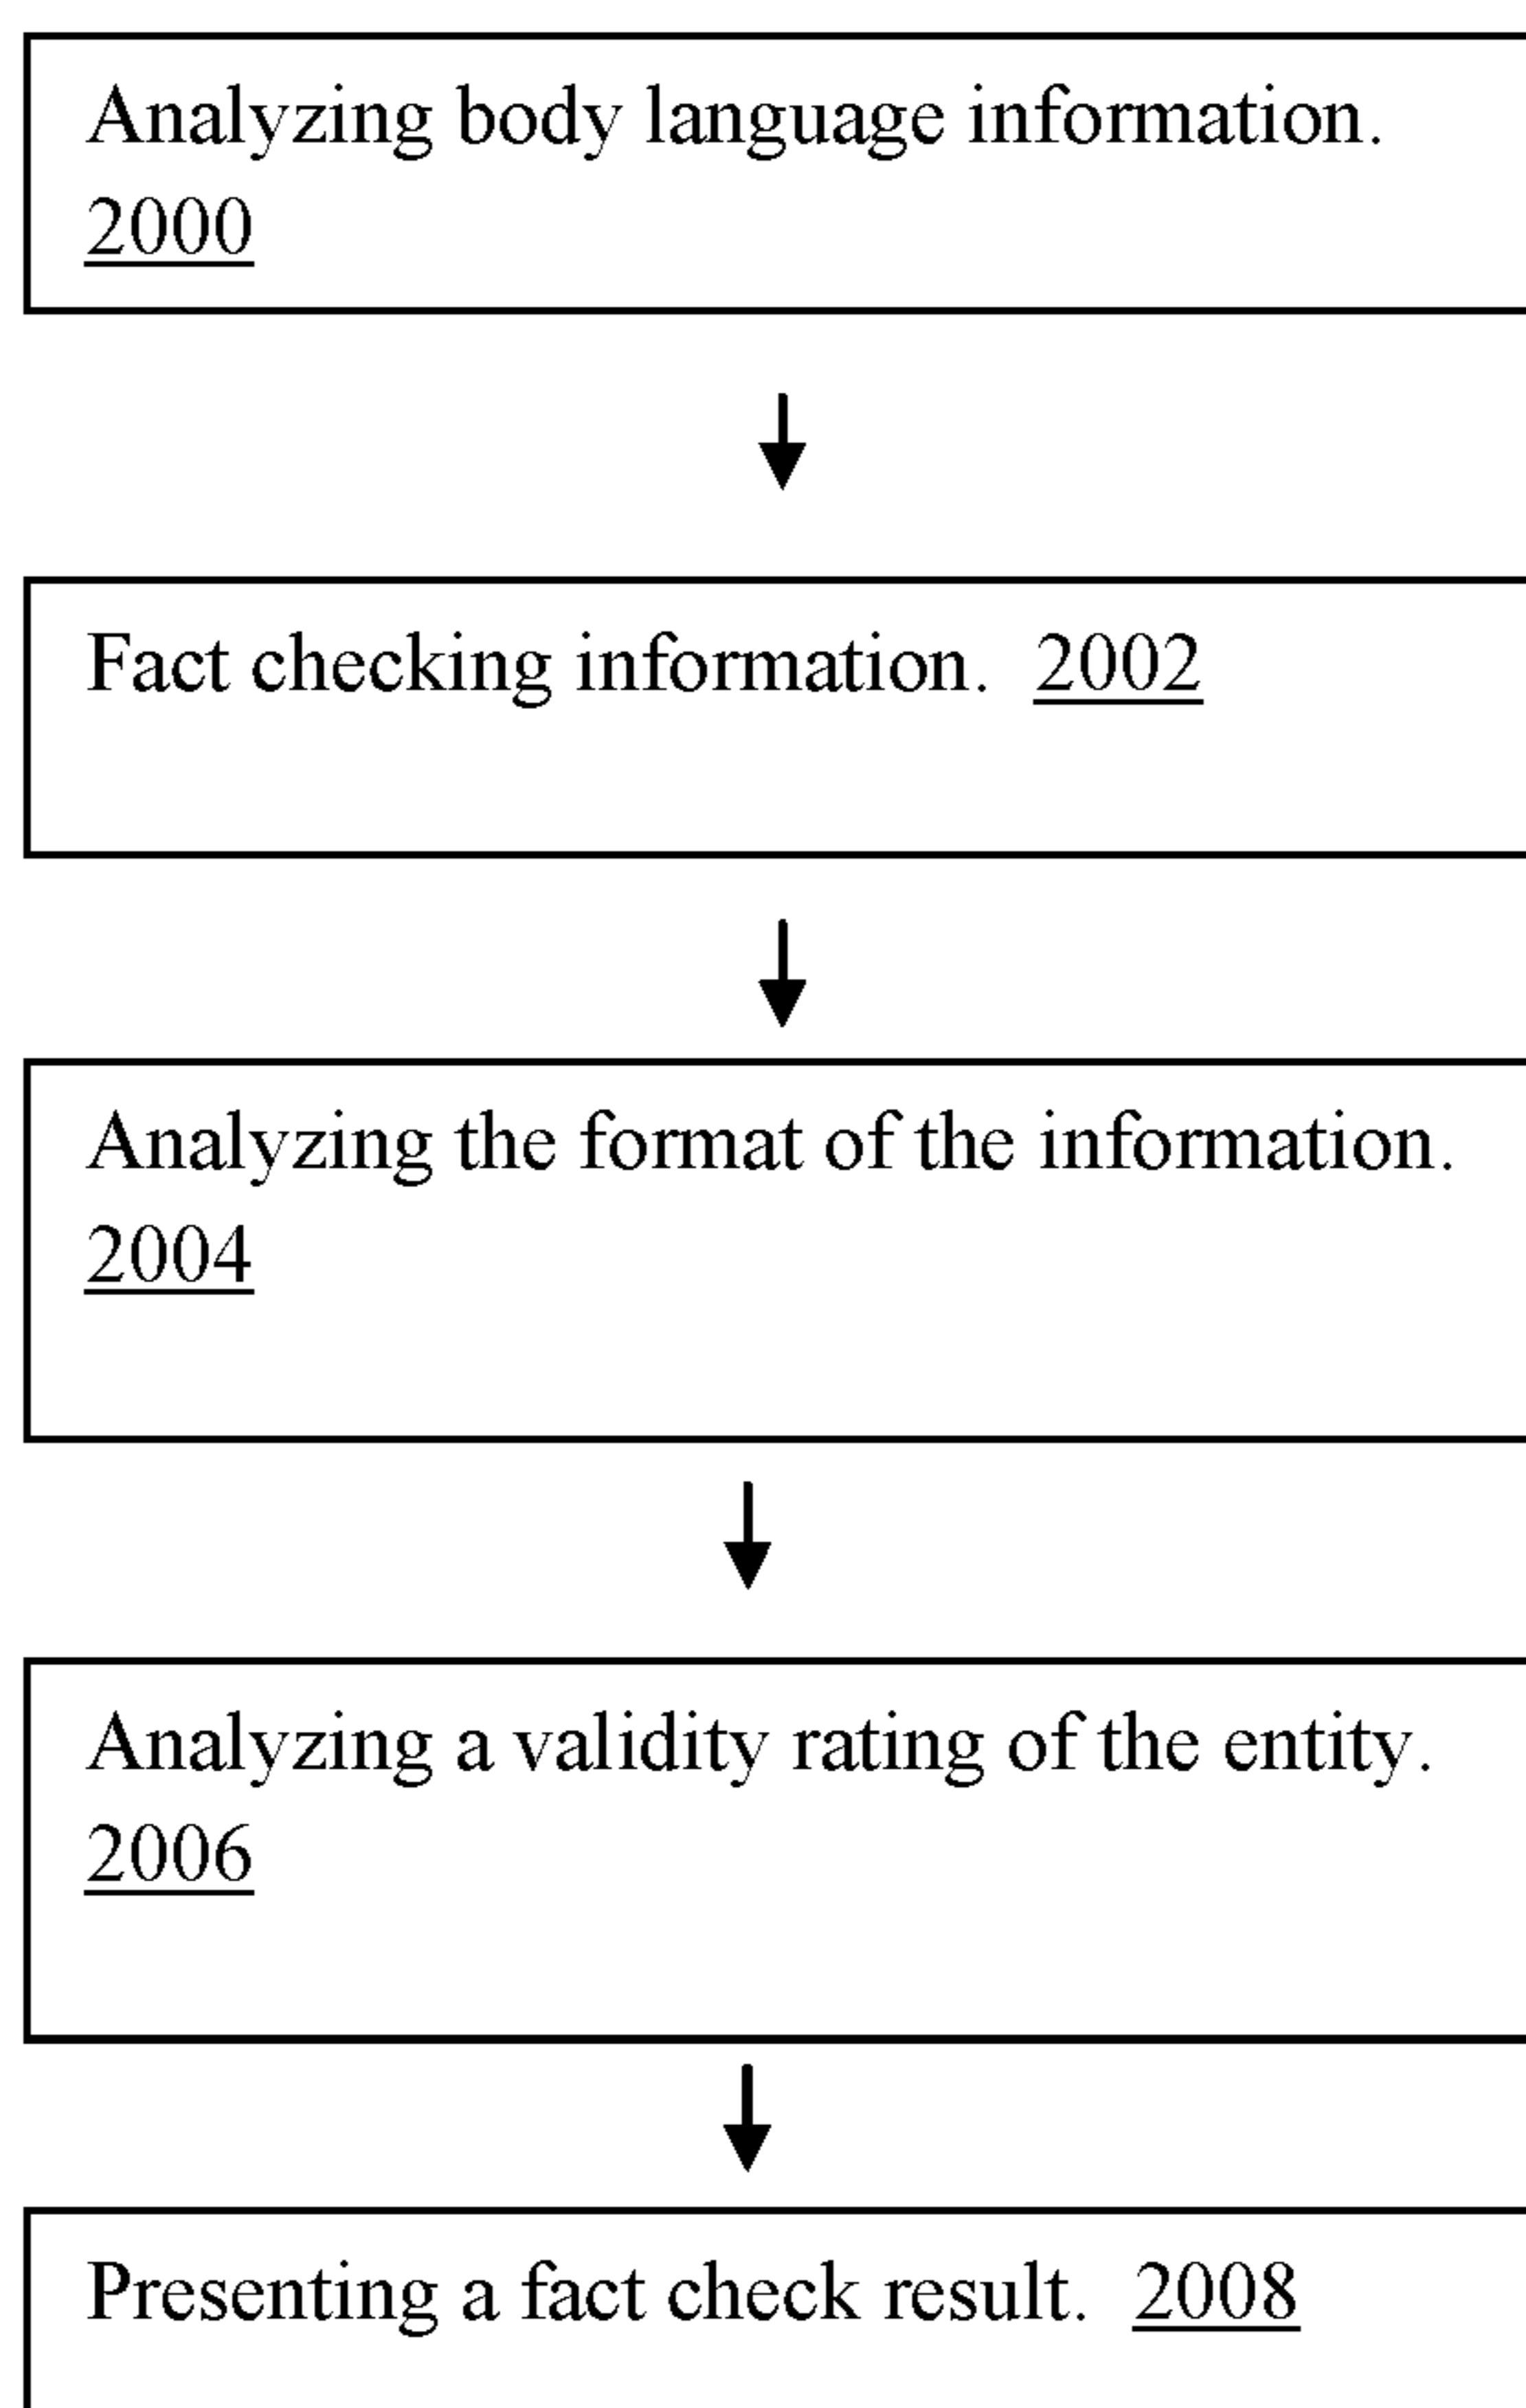 Analyzing body language information.
2000
Fact checking information. 2002
Analyzing the format of the information.
2004
Analyzing a validity rating of the entity.
2006
Presenting a fact check result. 2008